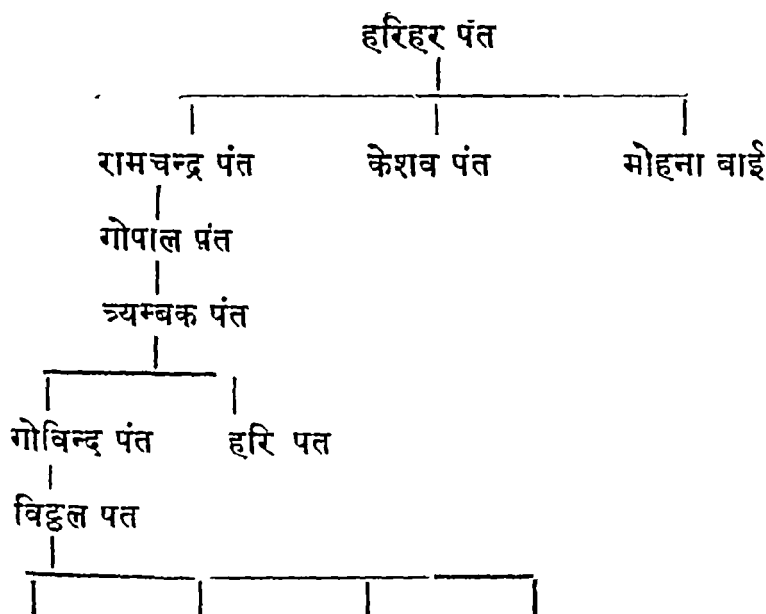 हरिहर पंत
रामचन्द्र पंत केशव पंत मोहना बाई
गोपाल पंत
त्र्यम्बक पंत
गोविन्द पंत हरि पत
विट्ठल पत